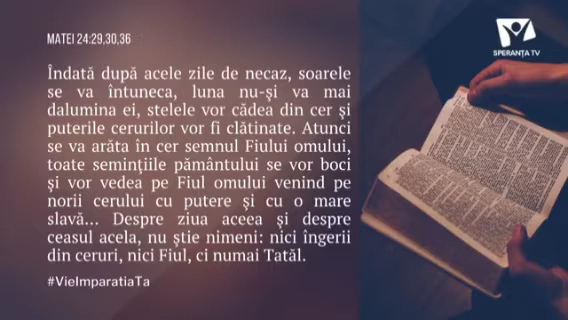 MATEI 24:29,30,36
SPERANȚA TV
Îndată după acele zile de necaz, soarele
se va întuneca, luna nu-și va mai
dalumina ei, stelele vor cădea din cer și
puterile cerurilor vor fi clătinate. Atunci
se va arăta în cer semnul Fiului omului,
toate seminţiile pământului se vor boci
și vor vedea pe Fiul omului venind pe
norii cerului cu putere și cu o mare
slavă... Despre ziua aceea și despre
ceasul acela, nu știe nimeni: nici îngerii
din ceruri, nici Fiul, ci numai Tatăl.
#VieImparatiaTa